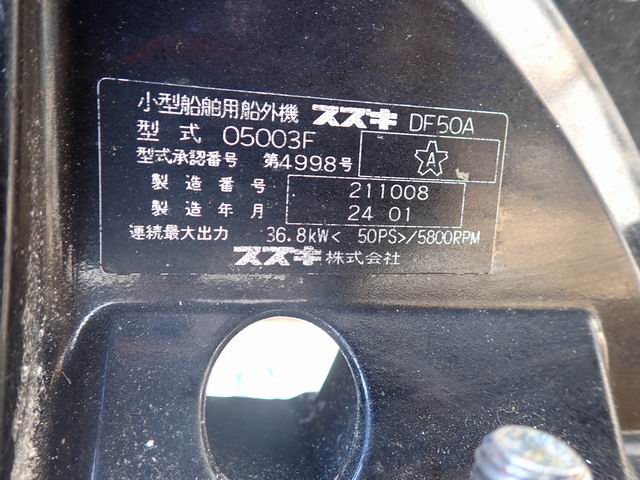 小型船舶用船外機 スズキ DF50A
型式 05003F
型式承認番号 第4998号 A
製造番号 211008
製造年月 24 01
連続最大出力 36.8kW< 50PS>/5800RPM
スズキ株式会社